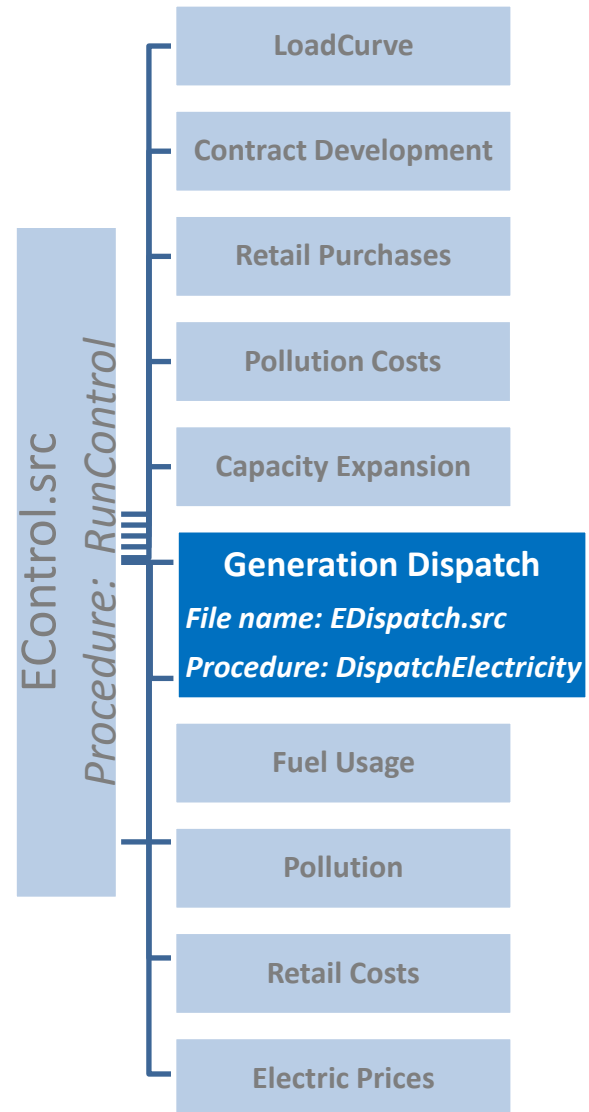 EControl.src
Procedure: RunControl
LoadCurve
Contract Development
Retail Purchases
Pollution Costs
Capacity Expansion
Generation Dispatch
File name: EDispatch.src
Procedure: DispatchElectricity
Fuel Usage
Pollution
Retail Costs
Electric Prices